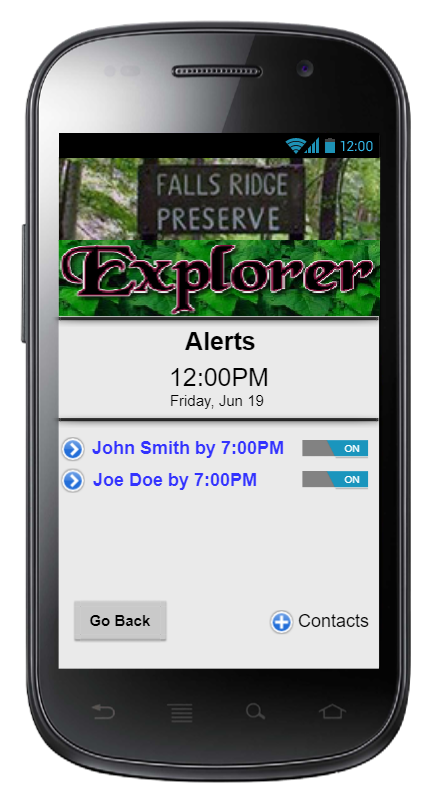 12:00
FALLS RIDGE
PRESERVE
Explorer
Alerts
12:00PM
Friday, Jun 19
John Smith by 7:00PM ON
Joe Doe by 7:00PM ON
Go Back Contacts